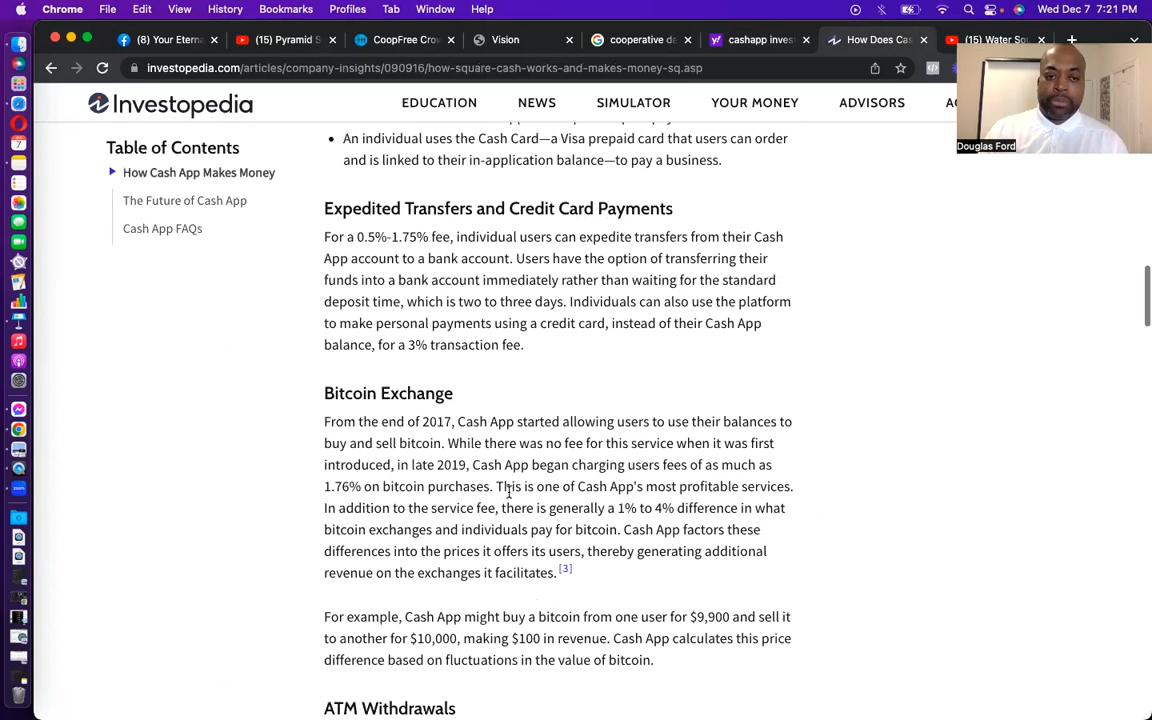 Chrome File Edit View History Bookmarks Profiles Tab Window Help Wed Dec 7 7:21 PM
(8) Your Etern
(15) Pyramid S
CoopFree Cro
Vision
cooperative de
cashapp inves
How Does Cas
(15) Water Sou
investopedia.com/articles/company-insights/090916/how-square-cash-works-and-makes-money-sq.asp
Investopedia
EDUCATION NEWS SIMULATOR YOUR MONEY ADVISORS
Douglas Ford
Table of Contents
How Cash App Makes Money
The Future of Cash App
Cash App FAQs
An individual uses the Cash Card—a Visa prepaid card that users can order
and is linked to their in-application balance—to pay a business.
Expedited Transfers and Credit Card Payments
For a 0.5%-1.75% fee, individual users can expedite transfers from their Cash
App account to a bank account. Users have the option of transferring their
funds into a bank account immediately rather than waiting for the standard
deposit time, which is two to three days. Individuals can also use the platform
to make personal payments using a credit card, instead of their Cash App
balance, for a 3% transaction fee.
Bitcoin Exchange
From the end of 2017, Cash App started allowing users to use their balances to
buy and sell bitcoin. While there was no fee for this service when it was first
introduced, in late 2019, Cash App began charging users fees of as much as
1.76% on bitcoin purchases. This is one of Cash App's most profitable services.
In addition to the service fee, there is generally a 1% to 4% difference in what
bitcoin exchanges and individuals pay for bitcoin. Cash App factors these
differences into the prices it offers its users, thereby generating additional
revenue on the exchanges it facilitates. [3]
For example, Cash App might buy a bitcoin from one user for $9,900 and sell it
to another for $10,000, making $100 in revenue. Cash App calculates this price
difference based on fluctuations in the value of bitcoin.
ATM Withdrawals